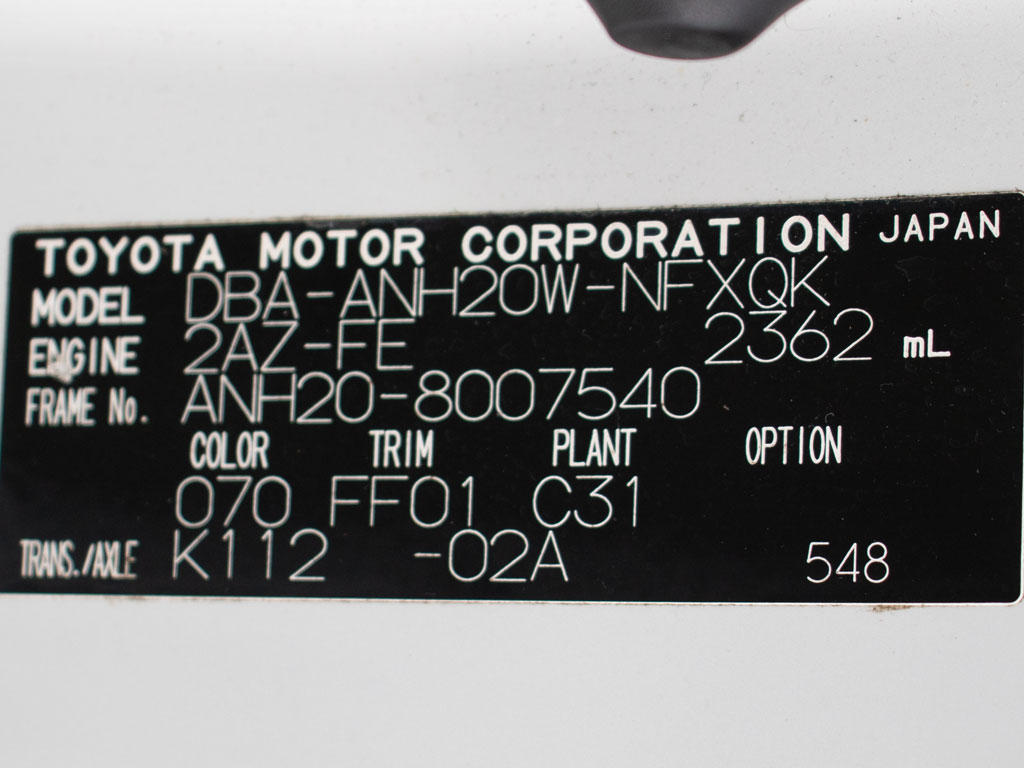 TOYOTA MOTOR CORPORATION JAPAN
MODEL DBA-ANH20W-NFXQK
ENGINE 2AZ-FE 2362 mL
FRAME No. ANH20-8007540
COLOR TRIM PLANT OPTION
070 FF01 C31
TRANS./AXLE K112 -02A 548